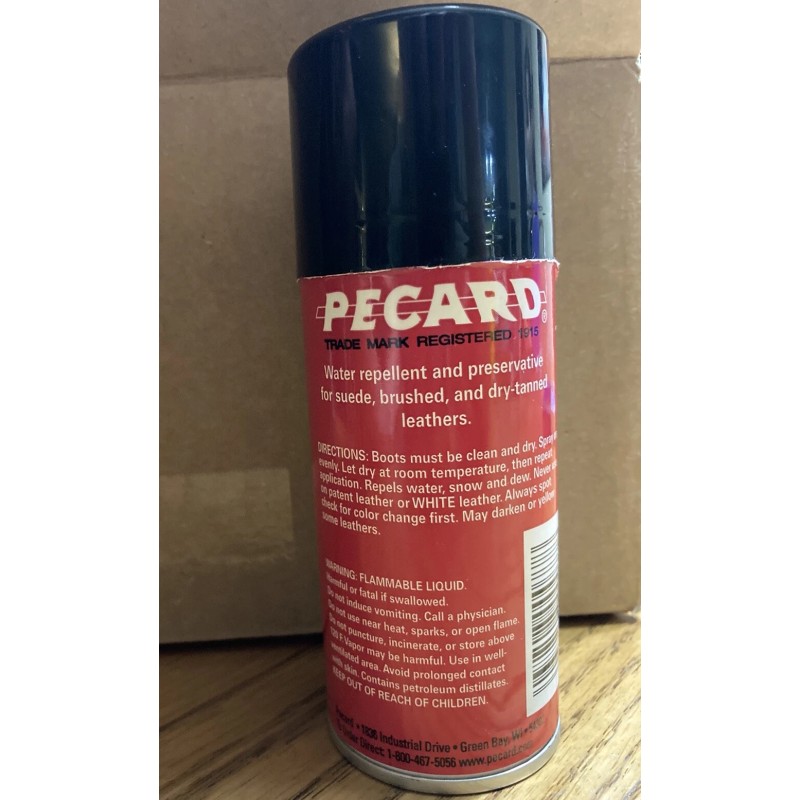 PECARD®
TRADE MARK REGISTERED 1915
Water repellent and preservative
for suede, brushed, and dry-tanned
leathers.
DIRECTIONS: Boots must be clean and dry. Spray
evenly. Let dry at room temperature, then repeat
application. Repels water, snow and dew. Never
on patent leather or WHITE leather. Always spot
check for color change first. May darken or yellow
some leathers.
WARNING: FLAMMABLE LIQUID.
Harmful or fatal if swallowed.
Do not induce vomiting. Call a physician.
Do not use near heat, sparks, or open flame.
Do not puncture, incinerate, or store above
F. Vapor may be harmful. Use in well-
ventilated area. Avoid prolonged contact
with skin. Contains petroleum distillates.
KEEP OUT OF REACH OF CHILDREN.
Pecard • 1836 Industrial Drive • Green Bay, WI •
To Order Direct: 1-800-467-5056 www.pecard.com